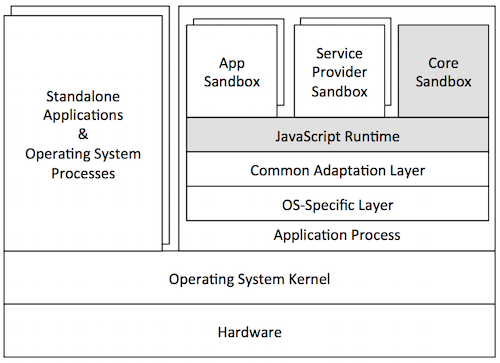 Standalone
Applications
&
Operating System
Processes
App
Sandbox
Service
Provider
Sandbox
Core
Sandbox
JavaScript Runtime
Common Adaptation Layer
OS-Specific Layer
Application Process
Operating System Kernel
Hardware